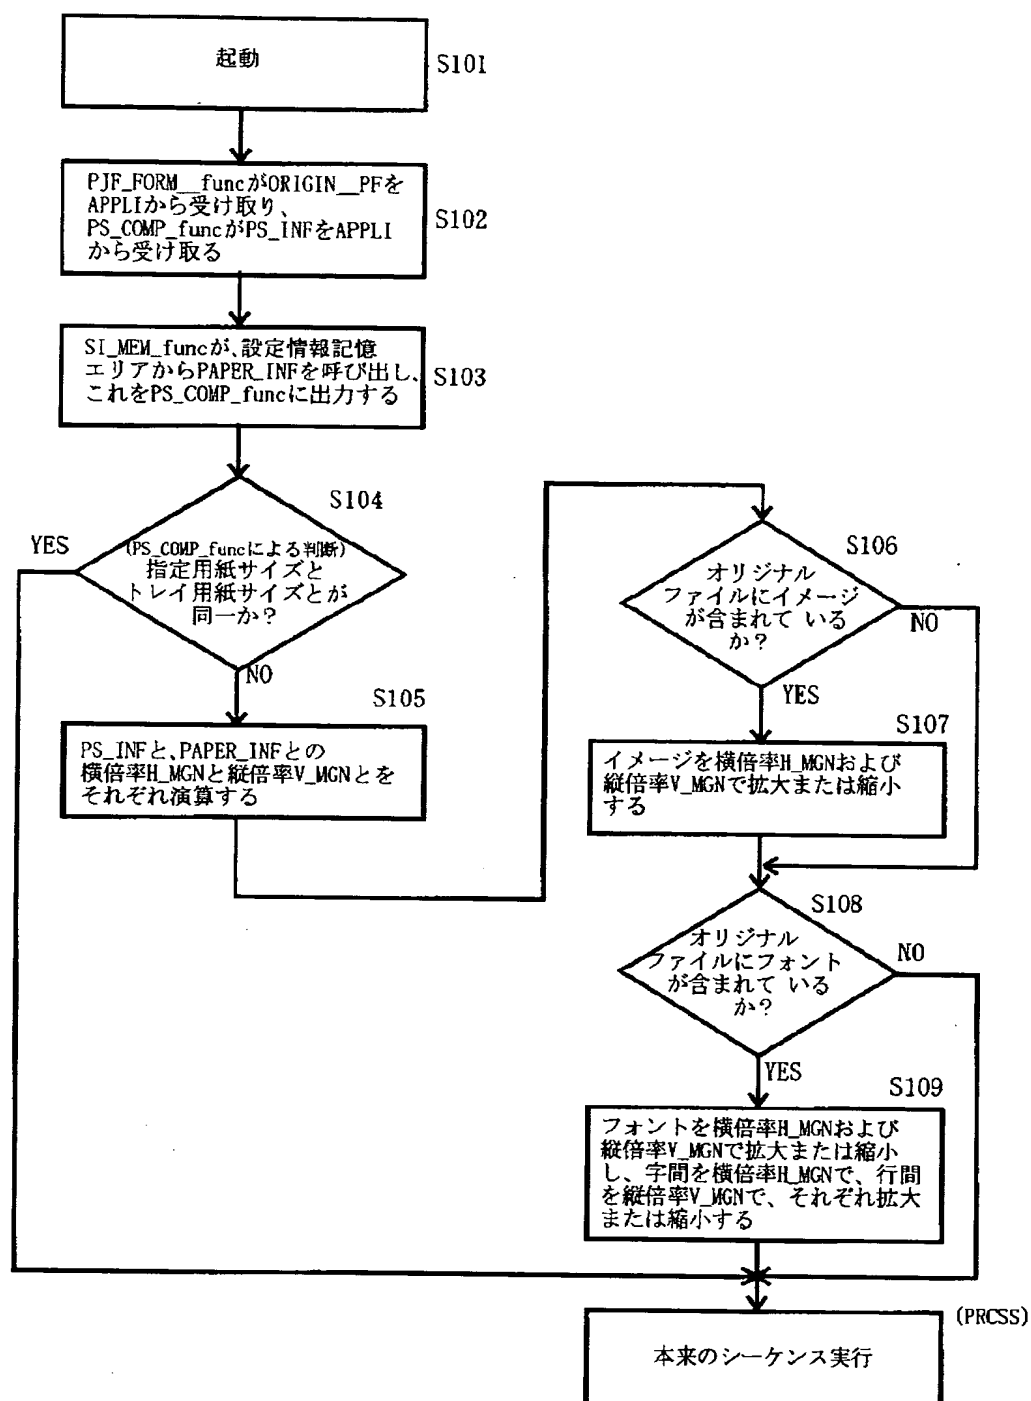 起動
S101
PJF_FORM__funcがORIGIN__PFを
APPLIから受け取り、
PS_COMP_funcがPS_INFをAPPLI
から受け取る
S102
SI_MEM_funcが、設定情報記憶
エリアからPAPER_INFを呼び出し、
これをPS_COMP_funcに出力する
S103
S104
YES
(PS_COMP_funcによる判断)
指定用紙サイズと
トレイ用紙サイズとが
同一か?
NO
S105
PS_INFと、PAPER_INFとの
横倍率H_MGNと縦倍率V_MGNとを
それぞれ演算する
S106
オリジナル
ファイルにイメージ
が含まれて いる
か?
NO
YES
S107
イメージを横倍率H_MGNおよび
縦倍率V_MGNで拡大または縮小
する
S108
オリジナル
ファイルにフォント
が含まれて いる
か?
NO
YES
S109
フォントを横倍率H_MGNおよび
縦倍率V_MGNで拡大または縮小
し、字間を横倍率H_MGNで、行間
を縦倍率V_MGNで、それぞれ拡大
または縮小する
(PRCSS)
本来のシーケンス実行